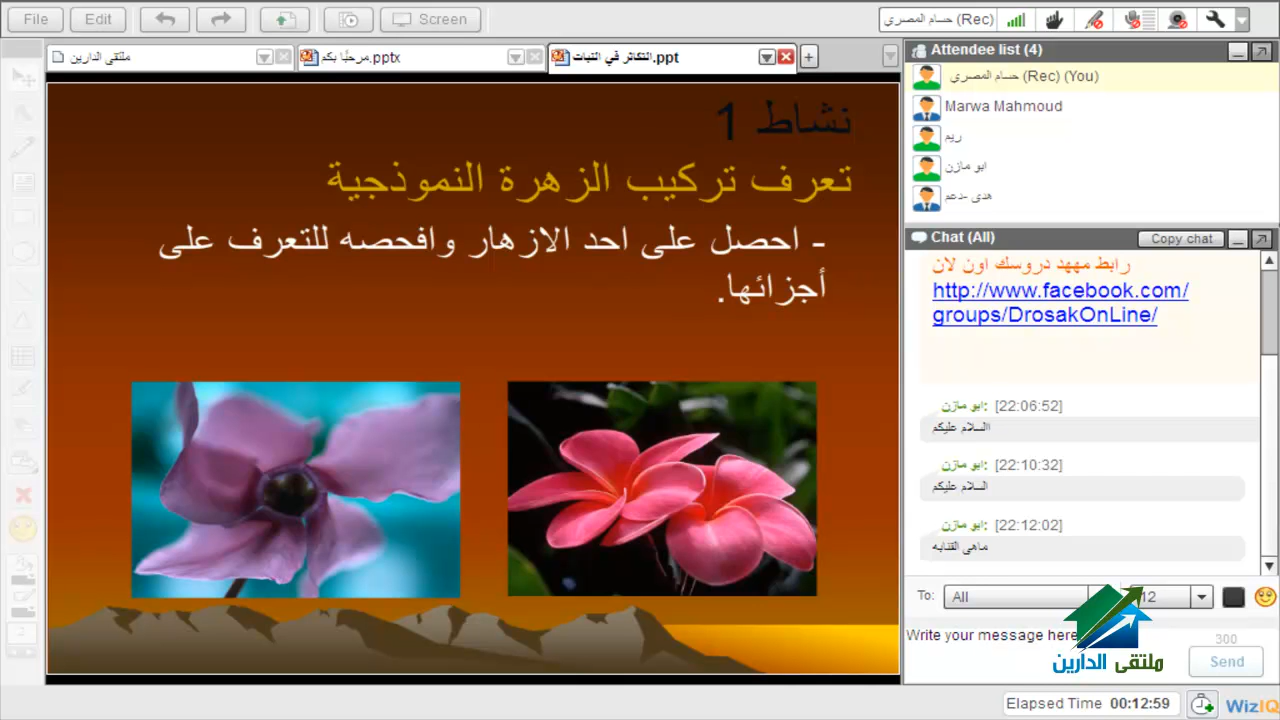 File
Edit
Screen
حسام المصري (Rec)
ملتقى الدارين
مرحبًا بكم.pptx
التكاثر في النبات.ppt
نشاط 1
تعرف تركيب الزهرة النموذجية
- احصل على احد الازهار وافحصه للتعرف على
أجزائها.
Attendee list (4)
حسام المصري (Rec) (You)
Marwa Mahmoud
ريم
ابو مازن
هدى -دعم
Chat (All)
Copy chat
رابط مههد دروسك اون لان
http://www.facebook.com/
groups/DrosakOnLine/
ابو مازن: [22:06:52]
االسلام عليكم
ابو مازن: [22:10:32]
السلام عليكم
ابو مازن: [22:12:02]
ماهى القنابه
To:
All
12
Write your message here
300
Send
ملتقى الدارين
Elapsed Time 00:12:59
WizIQ